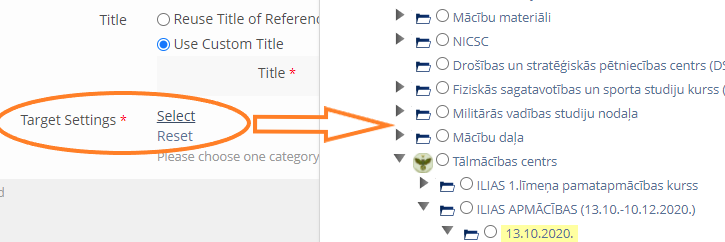 Title
Reuse Title of Referenc
Use Custom Title
Title *
Target Settings *
Select
Reset
Please choose one category
d
Mācību materiāli
NICSC
Drošības un stratēģiskās pētniecības centrs (DS
Fiziskās sagatavotības un sporta studiju kurss (
Militārās vadības studiju nodaļa
Mācību daļa
Tālmācības centrs
ILIAS 1.līmeņa pamatapmācības kurss
ILIAS APMĀCĪBAS (13.10.-10.12.2020.)
13.10.2020.